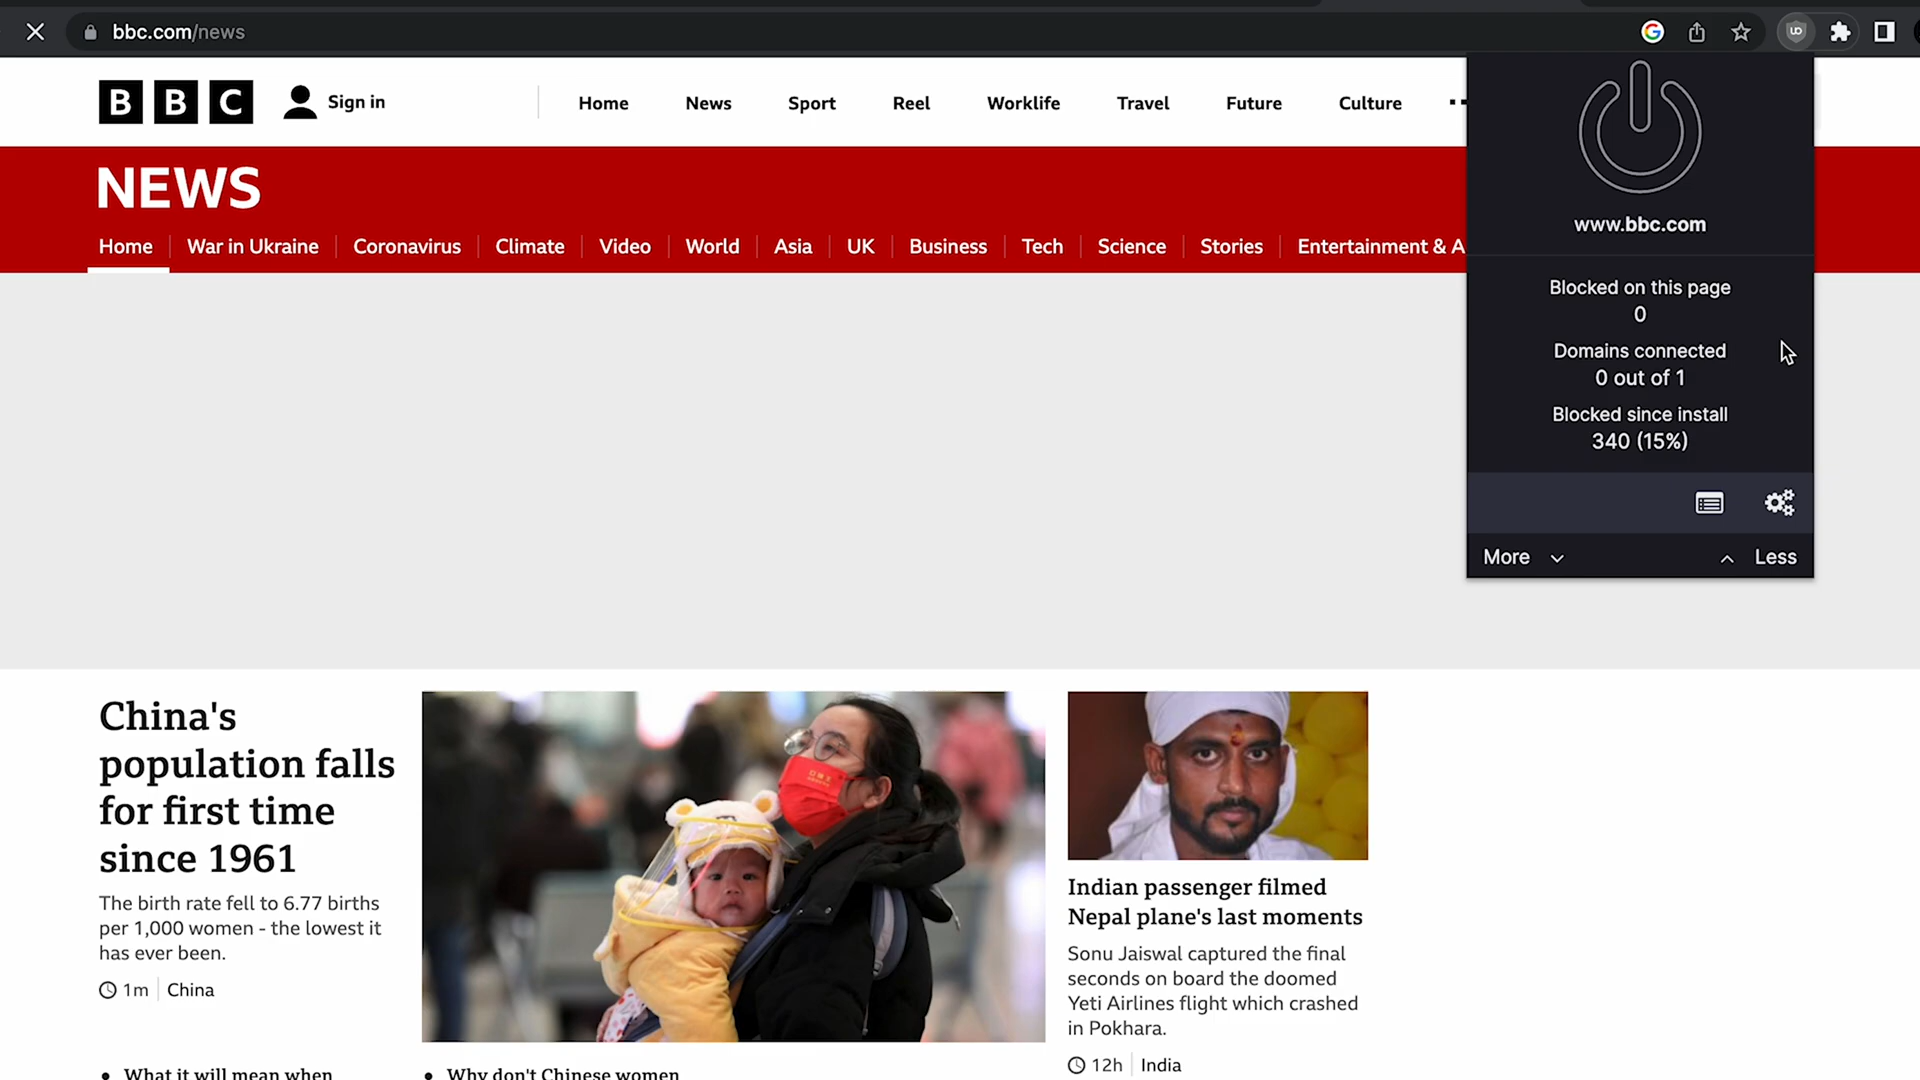 bbc.com/news
BBC
Sign in
Home
News
Sport
Reel
Worklife
Travel
Future
Culture
NEWS
Home
War in Ukraine
Coronavirus
Climate
Video
World
Asia
UK
Business
Tech
Science
Stories
Entertainment & A
www.bbc.com
Blocked on this page
0
Domains connected
0 out of 1
Blocked since install
340 (15%)
More
Less
China's
population falls
for first time
since 1961
The birth rate fell to 6.77 births
per 1,000 women - the lowest it
has ever been.
1m
China
Indian passenger filmed
Nepal plane's last moments
Sonu Jaiswal captured the final
seconds on board the doomed
Yeti Airlines flight which crashed
in Pokhara.
12h
India
What it will mean when
Why don't Chinese women